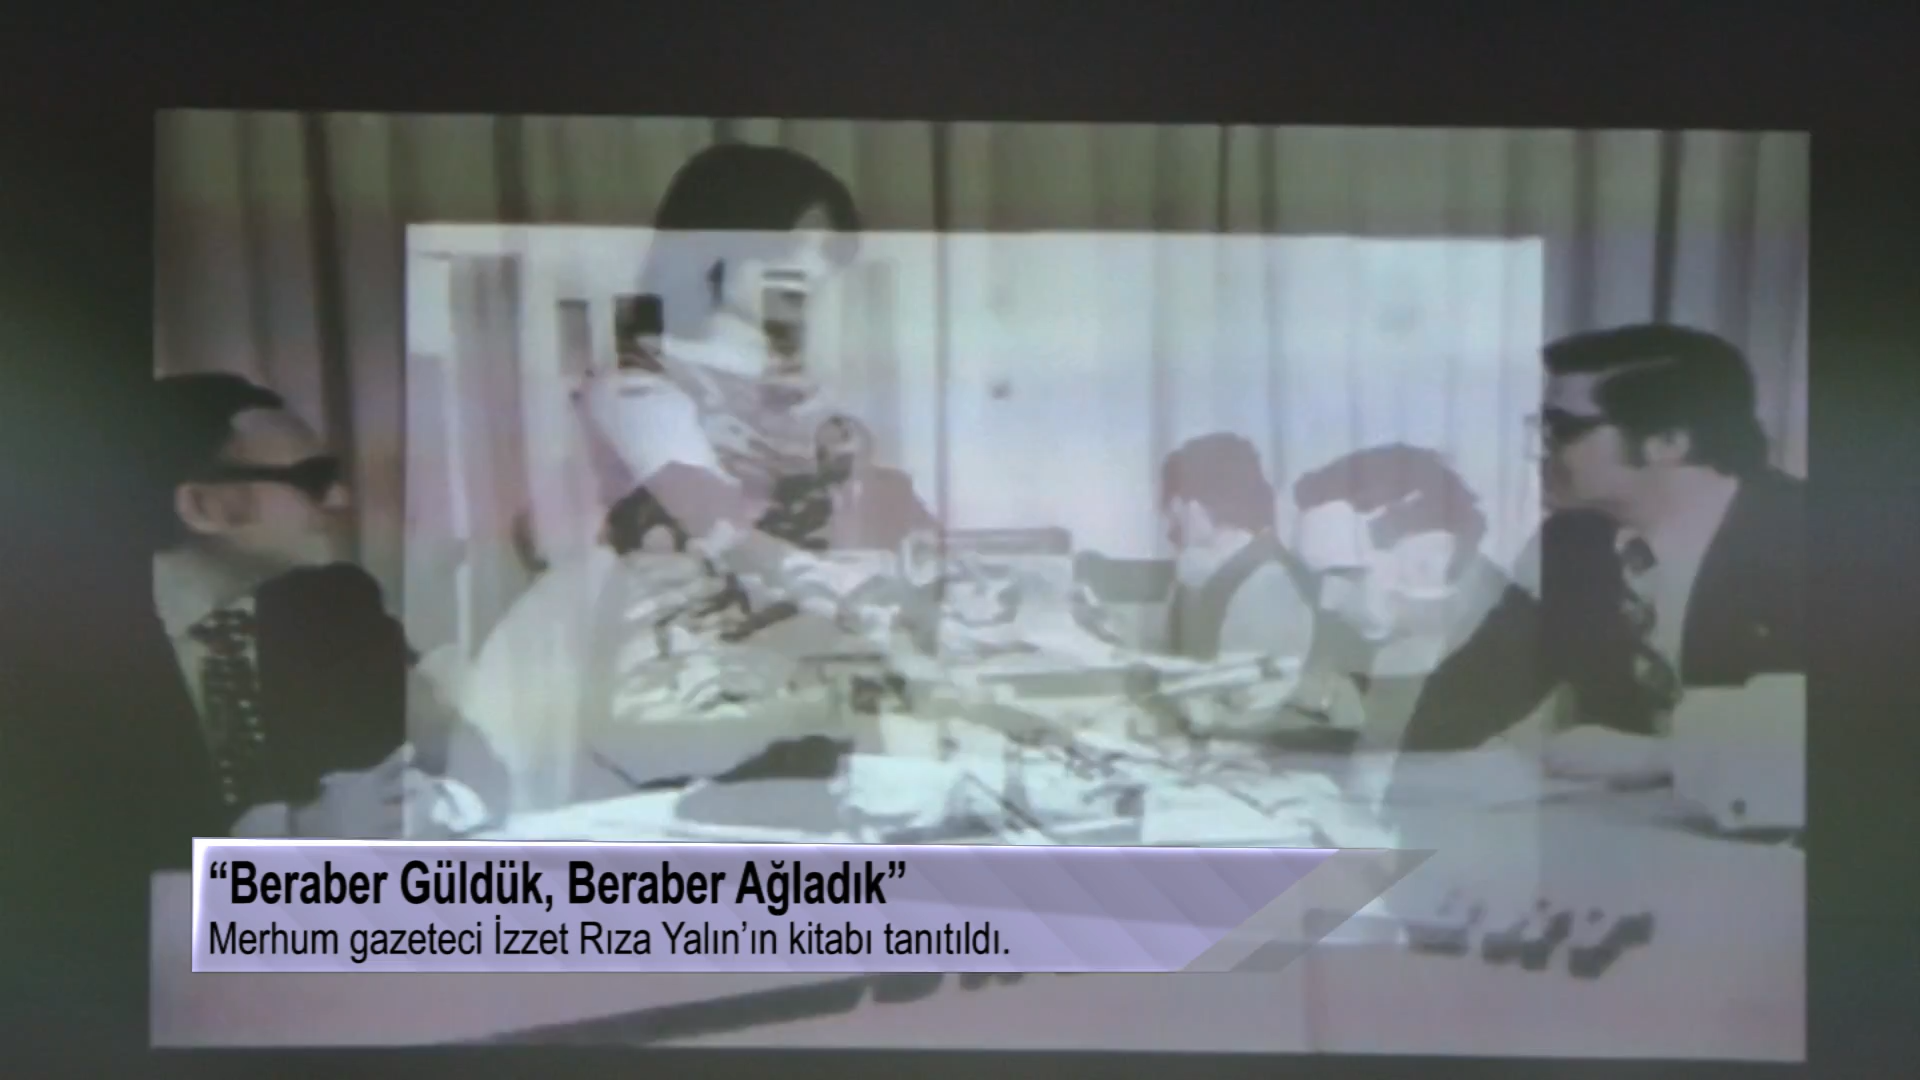 “Beraber Güldük, Beraber Ağladık”
Merhum gazeteci İzzet Rıza Yalın’ın kitabı tanıtıldı.